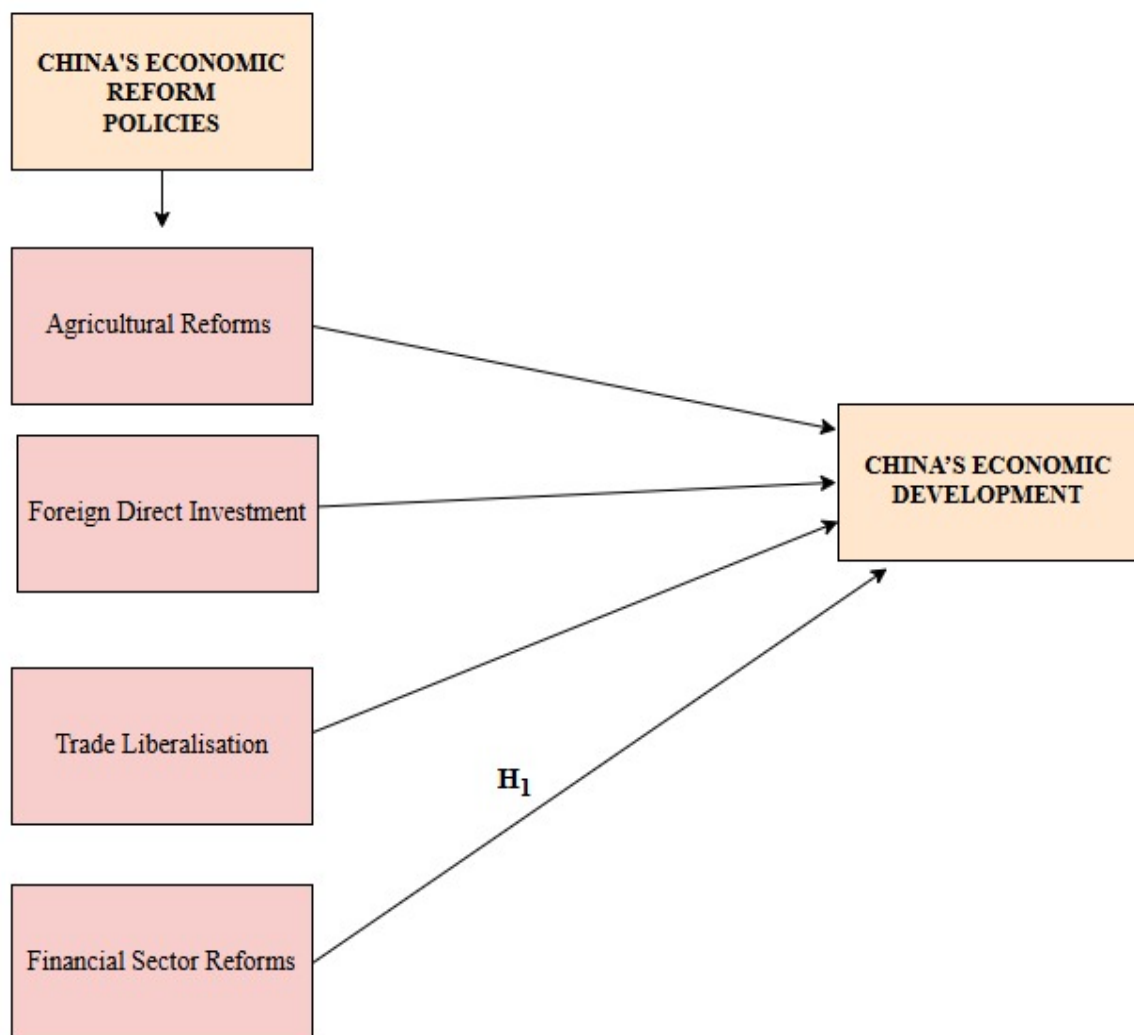 CHINA'S ECONOMIC
REFORM
POLICIES
Agricultural Reforms
Foreign Direct Investment
CHINA’S ECONOMIC
DEVELOPMENT
Trade Liberalisation
H₁
Financial Sector Reforms